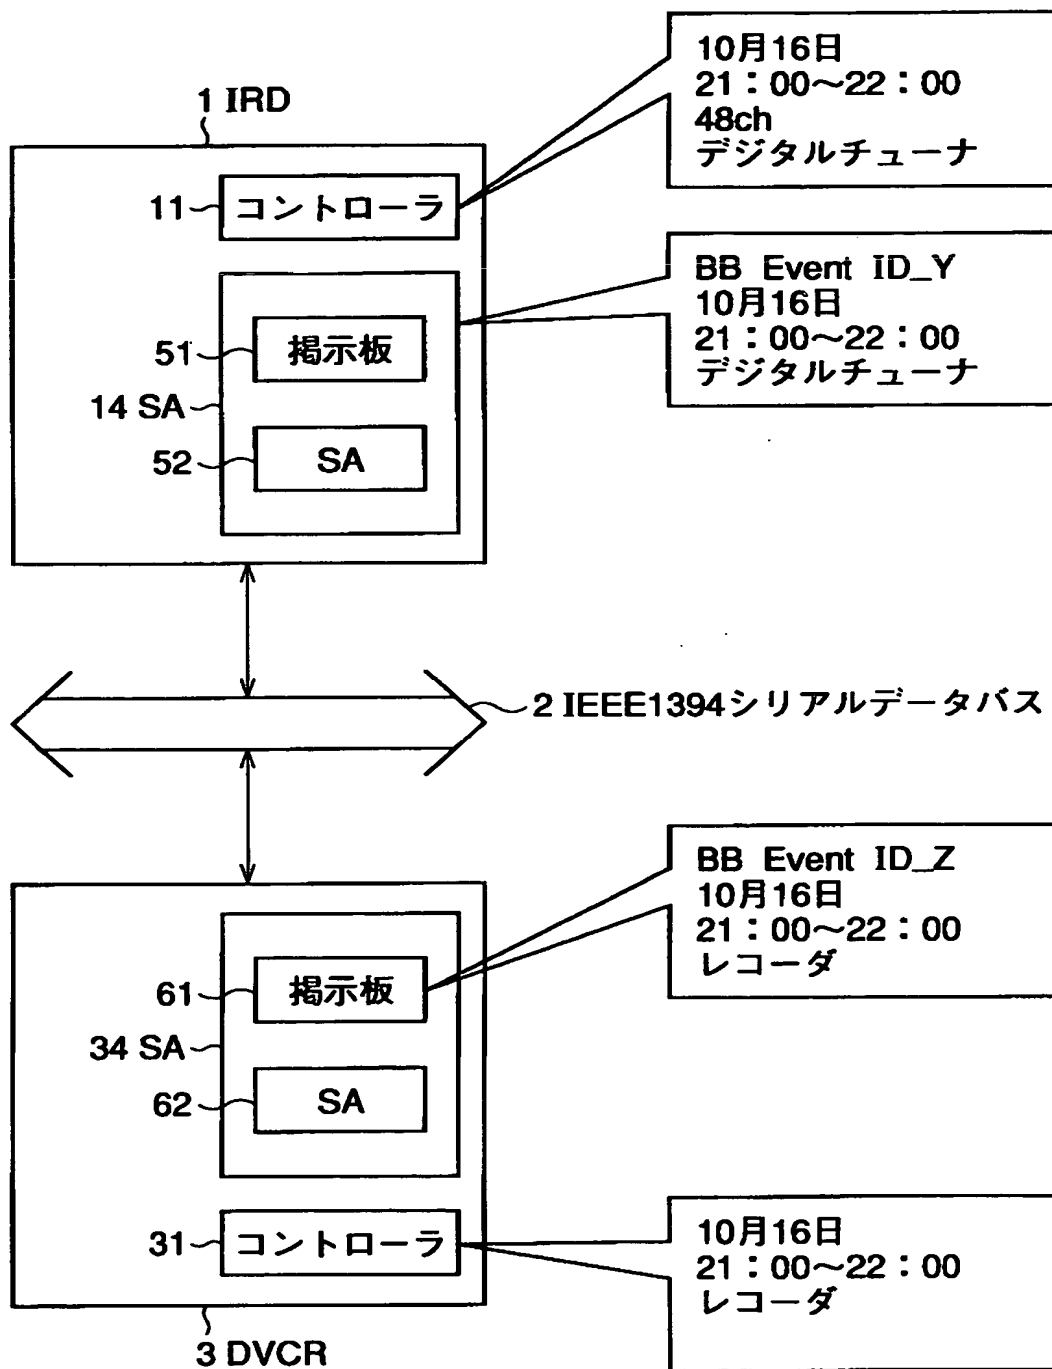 1 IRD
11
コントローラ
10月16日
21：00～22：00
48ch
デジタルチューナ
51
掲示板
14 SA
52
SA
BB Event ID_Y
10月16日
21：00～22：00
デジタルチューナ
2 IEEE1394シリアルデータバス
61
掲示板
34 SA
62
SA
BB Event ID_Z
10月16日
21：00～22：00
レコーダ
31
コントローラ
10月16日
21：00～22：00
レコーダ
3 DVCR